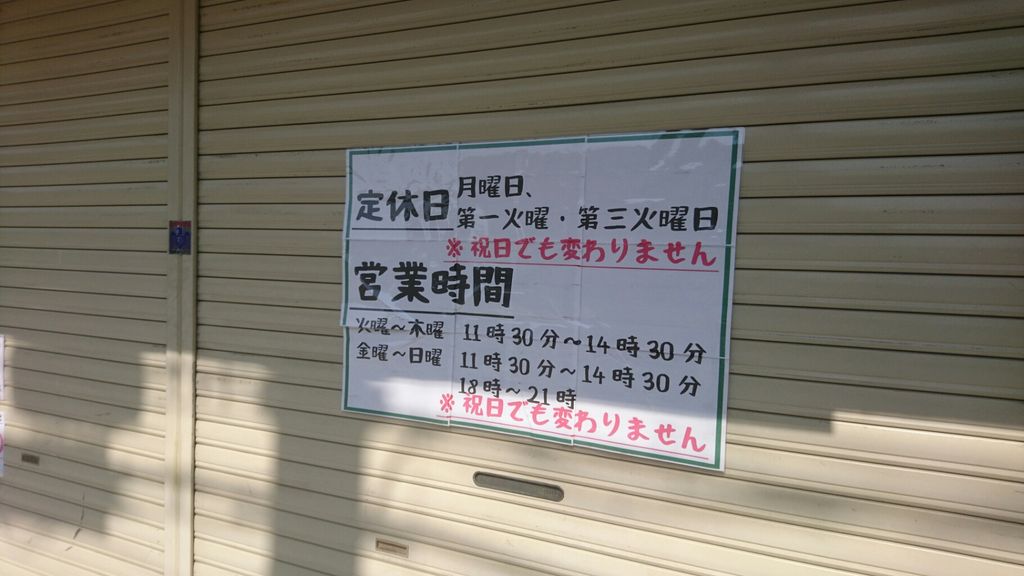 定休日 月曜日、
第一火曜・第三火曜日
※祝日でも変わりません
営業時間
火曜～木曜 11時30分～14時30分
金曜～日曜 11時30分～14時30分
18時～21時
※祝日でも変わりません